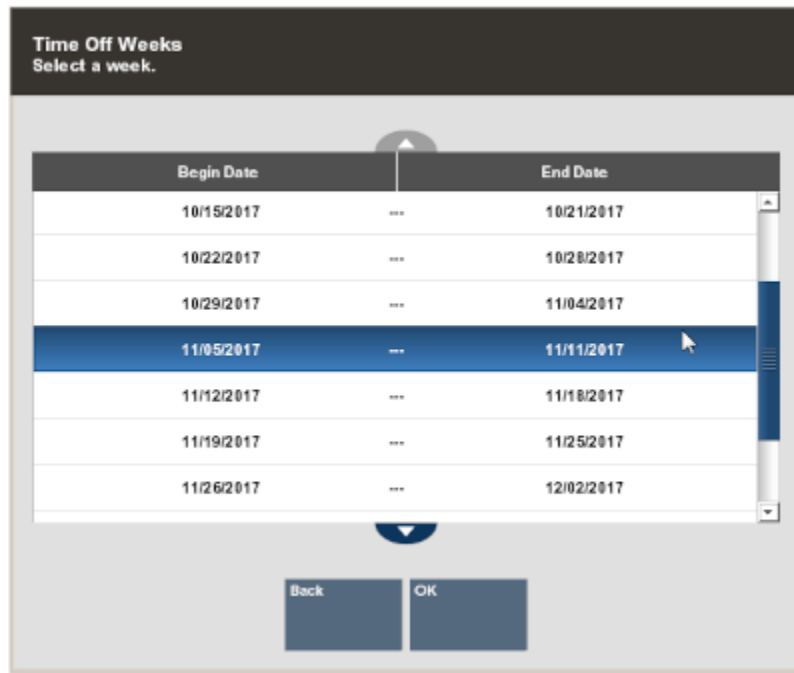 Time Off Weeks
Select a week.
Begin Date End Date
10/15/2017 --- 10/21/2017
10/22/2017 --- 10/28/2017
10/29/2017 --- 11/04/2017
11/05/2017 --- 11/11/2017
11/12/2017 --- 11/18/2017
11/19/2017 --- 11/25/2017
11/26/2017 --- 12/02/2017
Back OK